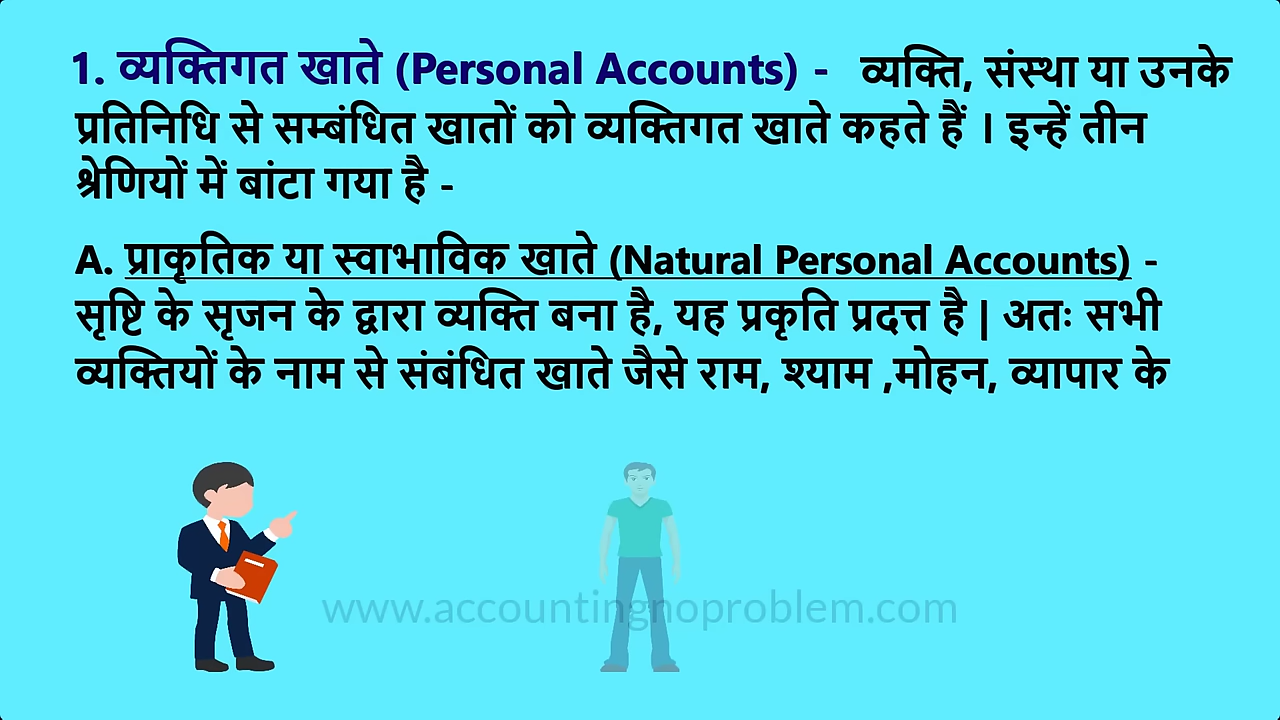 1. व्यक्तिगत खाते (Personal Accounts) - व्यक्ति, संस्था या उनके
प्रतिनिधि से सम्बंधित खातों को व्यक्तिगत खाते कहते हैं । इन्हें तीन
श्रेणियों में बांटा गया है -
A. प्राकृतिक या स्वाभाविक खाते (Natural Personal Accounts) -
सृष्टि के सृजन के द्वारा व्यक्ति बना है, यह प्रकृति प्रदत्त है | अतः सभी
व्यक्तियों के नाम से संबंधित खाते जैसे राम, श्याम ,मोहन, व्यापार के
www.accountingnoproblem.com